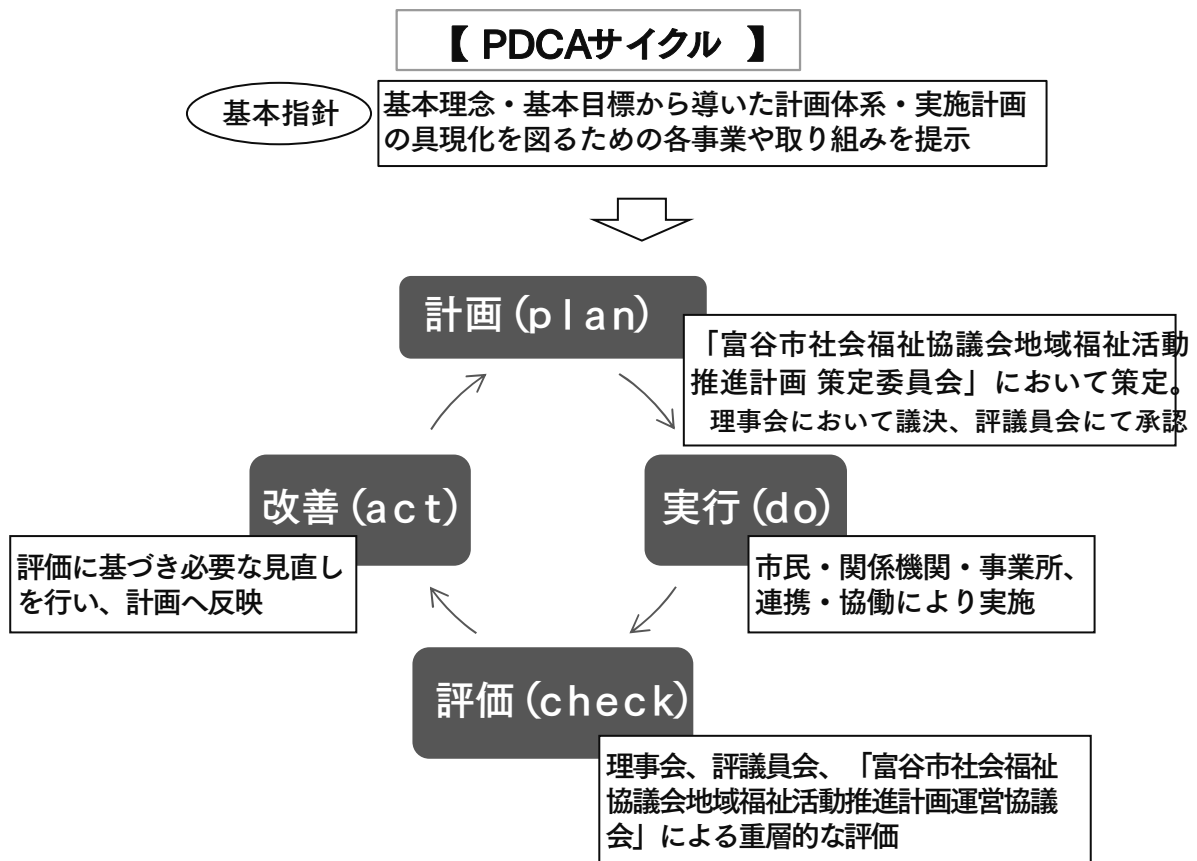 【 PDCAサイクル 】
基本指針
基本理念・基本目標から導いた計画体系・実施計画
の具現化を図るための各事業や取り組みを提示
計画(plan)
「富谷市社会福祉協議会地域福祉活動
推進計画 策定委員会」において策定。
理事会において議決、評議員会にて承認
改善(act)
実行(do)
評価に基づき必要な見直し
を行い、計画へ反映
市民・関係機関・事業所、
連携・協働により実施
評価(check)
理事会、評議員会、「富谷市社会福祉
協議会地域福祉活動推進計画運営協議
会」による重層的な評価